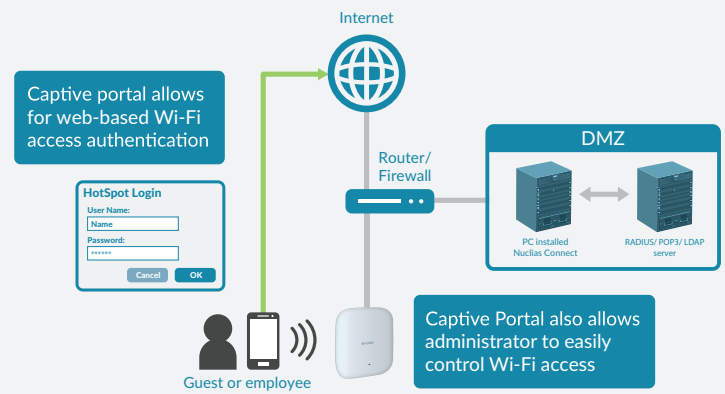 Internet
Captive portal allows
for web-based Wi-Fi
access authentication
Router/
Firewall
DMZ
PC installed
Nuclias Connect
RADIUS/ POP3/ LDAP
server
HotSpot Login
User Name:
Name
Password:
******
Cancel
OK
Captive Portal also allows
administrator to easily
control Wi-Fi access
Guest or employee